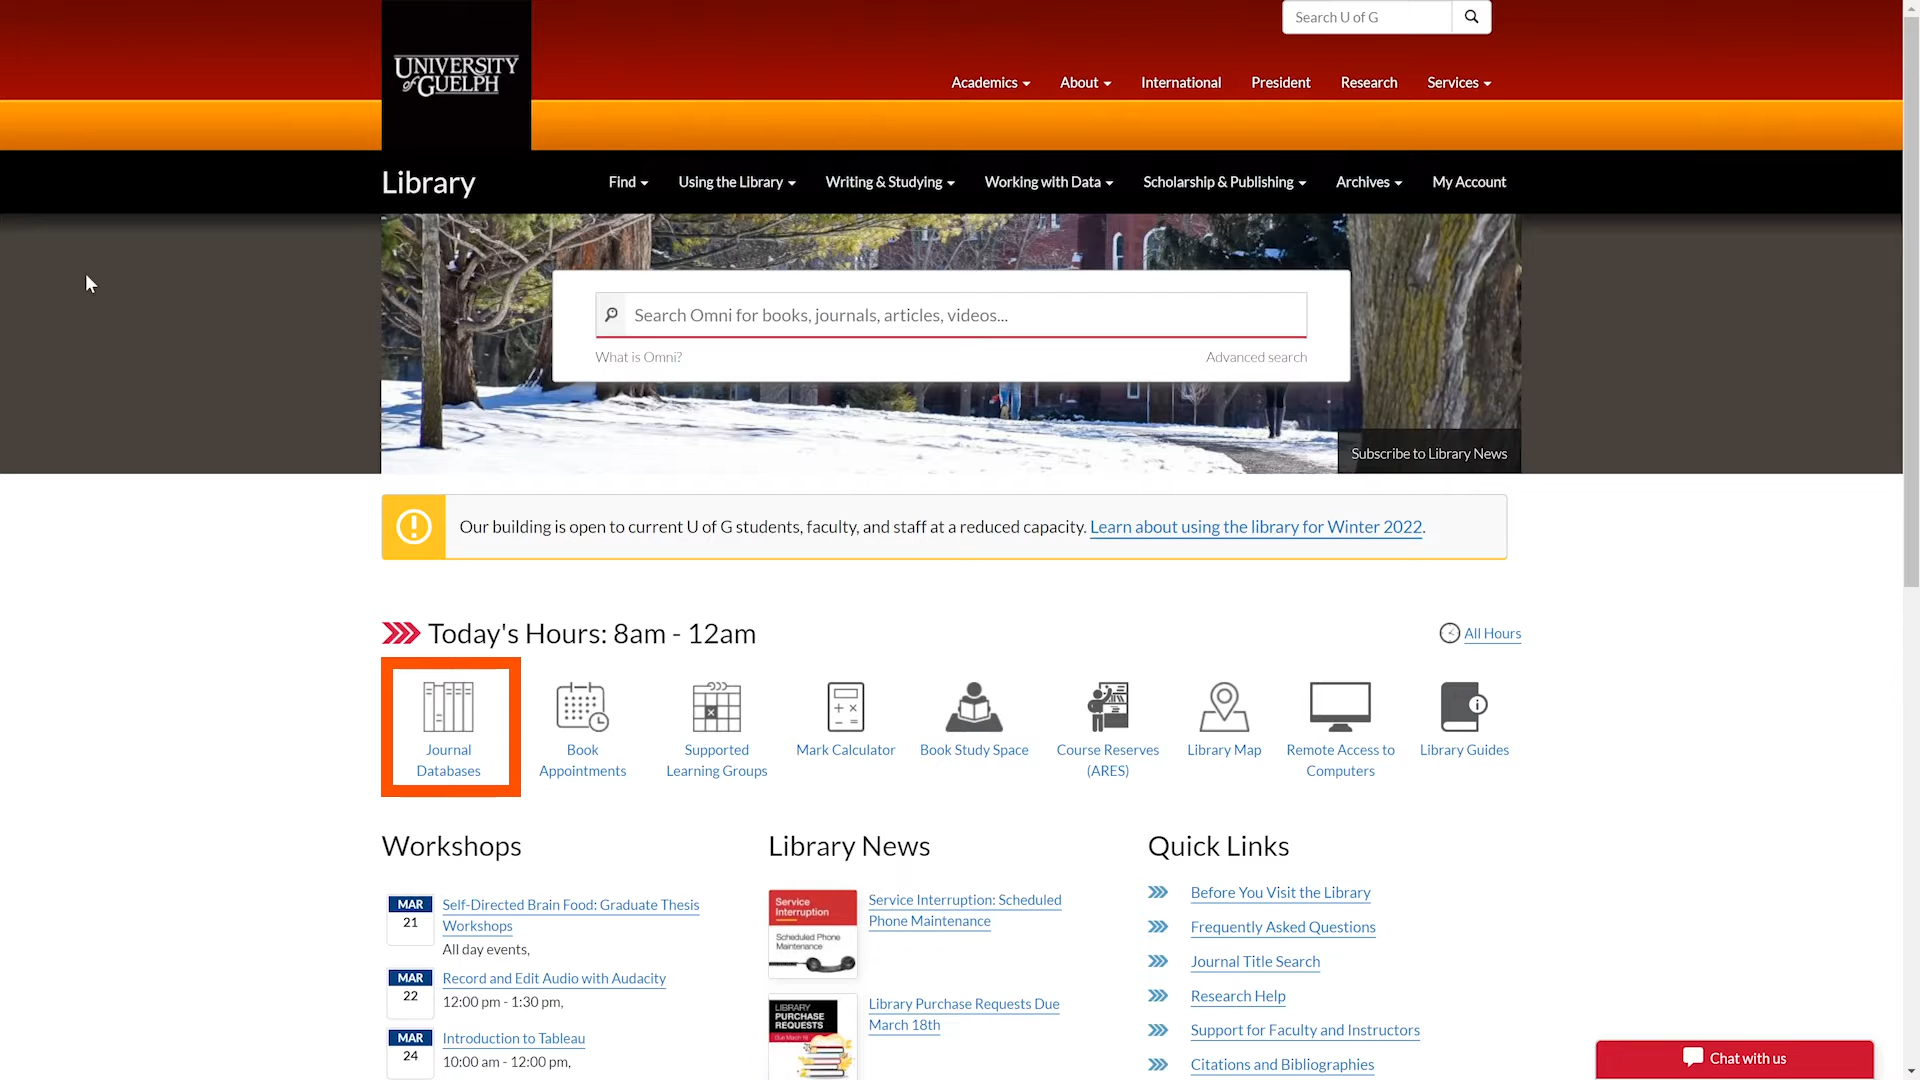 Search U of G
UNIVERSITY
of GUELPH
Academics
About
International
President
Research
Services
Library
Find
Using the Library
Writing & Studying
Working with Data
Scholarship & Publishing
Archives
My Account
Search Omni for books, journals, articles, videos...
What is Omni?
Advanced search
Subscribe to Library News
Our building is open to current U of G students, faculty, and staff at a reduced capacity. Learn about using the library for Winter 2022.
Today's Hours: 8am - 12am
All Hours
Journal
Databases
Book
Appointments
Supported
Learning Groups
Mark Calculator
Book Study Space
Course Reserves
(ARES)
Library Map
Remote Access to
Computers
Library Guides
Workshops
MAR
21
Self-Directed Brain Food: Graduate Thesis
Workshops
All day events,
MAR
22
Record and Edit Audio with Audacity
12:00 pm - 1:30 pm,
MAR
24
Introduction to Tableau
10:00 am - 12:00 pm,
Library News
Service
Interruption
Scheduled Phone
Maintenance
Service Interruption: Scheduled
Phone Maintenance
LIBRARY
PURCHASE
REQUESTS
Library Purchase Requests Due
March 18th
Quick Links
Before You Visit the Library
Frequently Asked Questions
Journal Title Search
Research Help
Support for Faculty and Instructors
Citations and Bibliographies
Chat with us